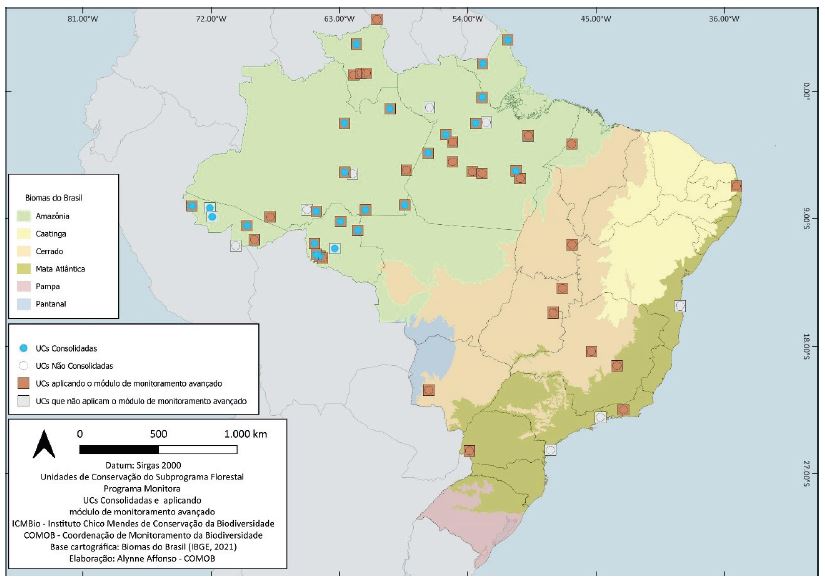 81.00°W 72.00°W 63.00°W 54.00°W 45.00°W 36.00°W
0.00°
9.00°S
18.00°S
27.00°S
Biomas do Brasil
Amazônia
Caatinga
Cerrado
Mata Atlântica
Pampa
Pantanal
UCs Consolidadas
UCs Não Consolidadas
UCs aplicando o módulo de monitoramento avançado
UCs que não aplicam o módulo de monitoramento avançado
0 500 1.000 km
Datum: Sirgas 2000
Unidades de Conservação do Subprograma Florestal
Programa Monitora
UCs Consolidadas e aplicando
módulo de monitoramento avançado
ICMBio - Instituto Chico Mendes de Conservação da Biodiversidade
COMOB - Coordenação de Monitoramento da Biodiversidade
Base cartográfica: Biomas do Brasil (IBGE, 2021)
Elaboração: Alynne Affonso - COMOB